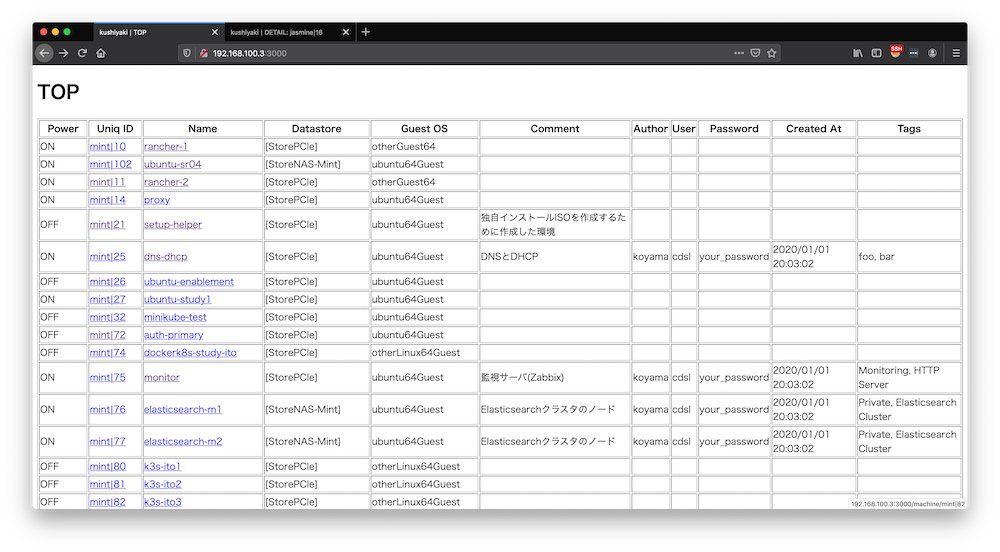 kushiyaki | TOP
kushiyaki | DETAIL: jasmine|16
192.168.100.3:3000
SSH
TOP
Power Uniq ID Name Datastore Guest OS Comment Author User Password Created At Tags
ON mint|10 rancher-1 [StorePCIe] otherGuest64
ON mint|102 ubuntu-sr04 [StoreNAS-Mint] ubuntu64Guest
ON mint|11 rancher-2 [StorePCIe] otherGuest64
ON mint|14 proxy [StorePCIe] ubuntu64Guest
OFF mint|21 setup-helper [StorePCIe] ubuntu64Guest 独自インストールISOを作成するた
めに作成した環境
ON mint|25 dns-dhcp [StorePCIe] ubuntu64Guest DNSとDHCP koyama cdsl your_password 2020/01/01
20:03:02 foo, bar
OFF mint|26 ubuntu-enablement [StorePCIe] ubuntu64Guest
ON mint|27 ubuntu-study1 [StorePCIe] ubuntu64Guest
OFF mint|32 minikube-test [StorePCIe] ubuntu64Guest
OFF mint|72 auth-primary [StorePCIe] ubuntu64Guest
OFF mint|74 dockerk8s-study-ito [StorePCIe] otherLinux64Guest
ON mint|75 monitor [StorePCIe] ubuntu64Guest 監視サーバ(Zabbix) koyama cdsl your_password 2020/01/01
20:03:02 Monitoring, HTTP
Server
ON mint|76 elasticsearch-m1 [StoreNAS-Mint] ubuntu64Guest Elasticsearchクラスタのノード koyama cdsl your_password 2020/01/01
20:03:02 Private, Elasticsearch
Cluster
ON mint|77 elasticsearch-m2 [StoreNAS-Mint] ubuntu64Guest Elasticsearchクラスタのノード koyama cdsl your_password 2020/01/01
20:03:02 Private, Elasticsearch
Cluster
OFF mint|80 k3s-ito1 [StorePCIe] otherLinux64Guest
OFF mint|81 k3s-ito2 [StorePCIe] otherLinux64Guest
OFF mint|82 k3s-ito3 [StorePCIe] otherLinux64Guest
192.168.100.3:3000/machine/mint|82